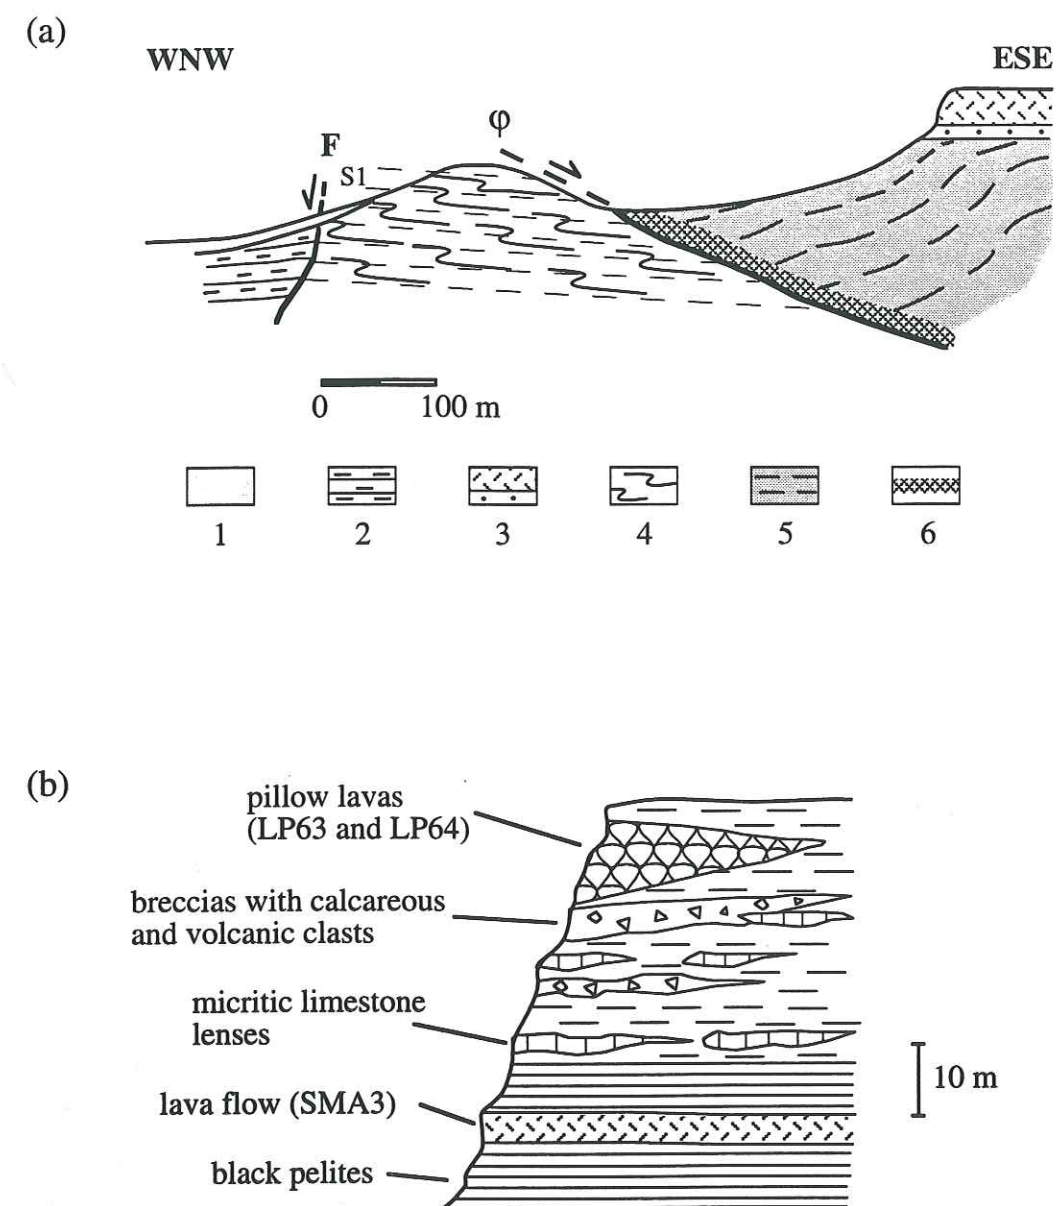 (a)
WNW
ESE
φ
F
S1
0
100 m
1
2
3
4
5
6
(b)
pillow lavas
(LP63 and LP64)
breccias with calcareous
and volcanic clasts
micritic limestone
lenses
10 m
lava flow (SMA3)
black pelites